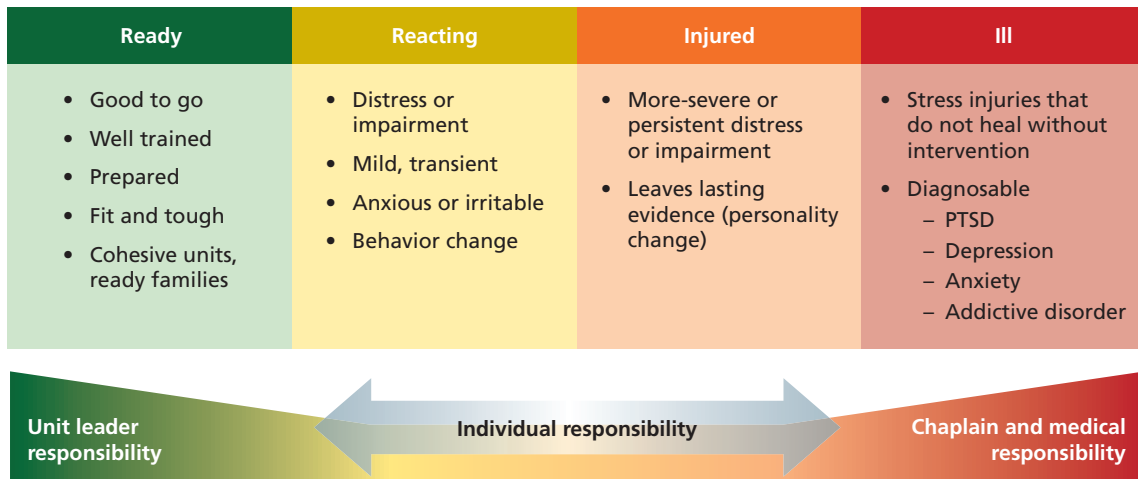 Ready
• Good to go
• Well trained
• Prepared
• Fit and tough
• Cohesive units,
ready families
Reacting
• Distress or
impairment
• Mild, transient
• Anxious or irritable
• Behavior change
Injured
• More-severe or
persistent distress
or impairment
• Leaves lasting
evidence (personality
change)
Ill
• Stress injuries that
do not heal without
intervention
• Diagnosable
– PTSD
– Depression
– Anxiety
– Addictive disorder
Unit leader
responsibility
Individual responsibility
Chaplain and medical
responsibility